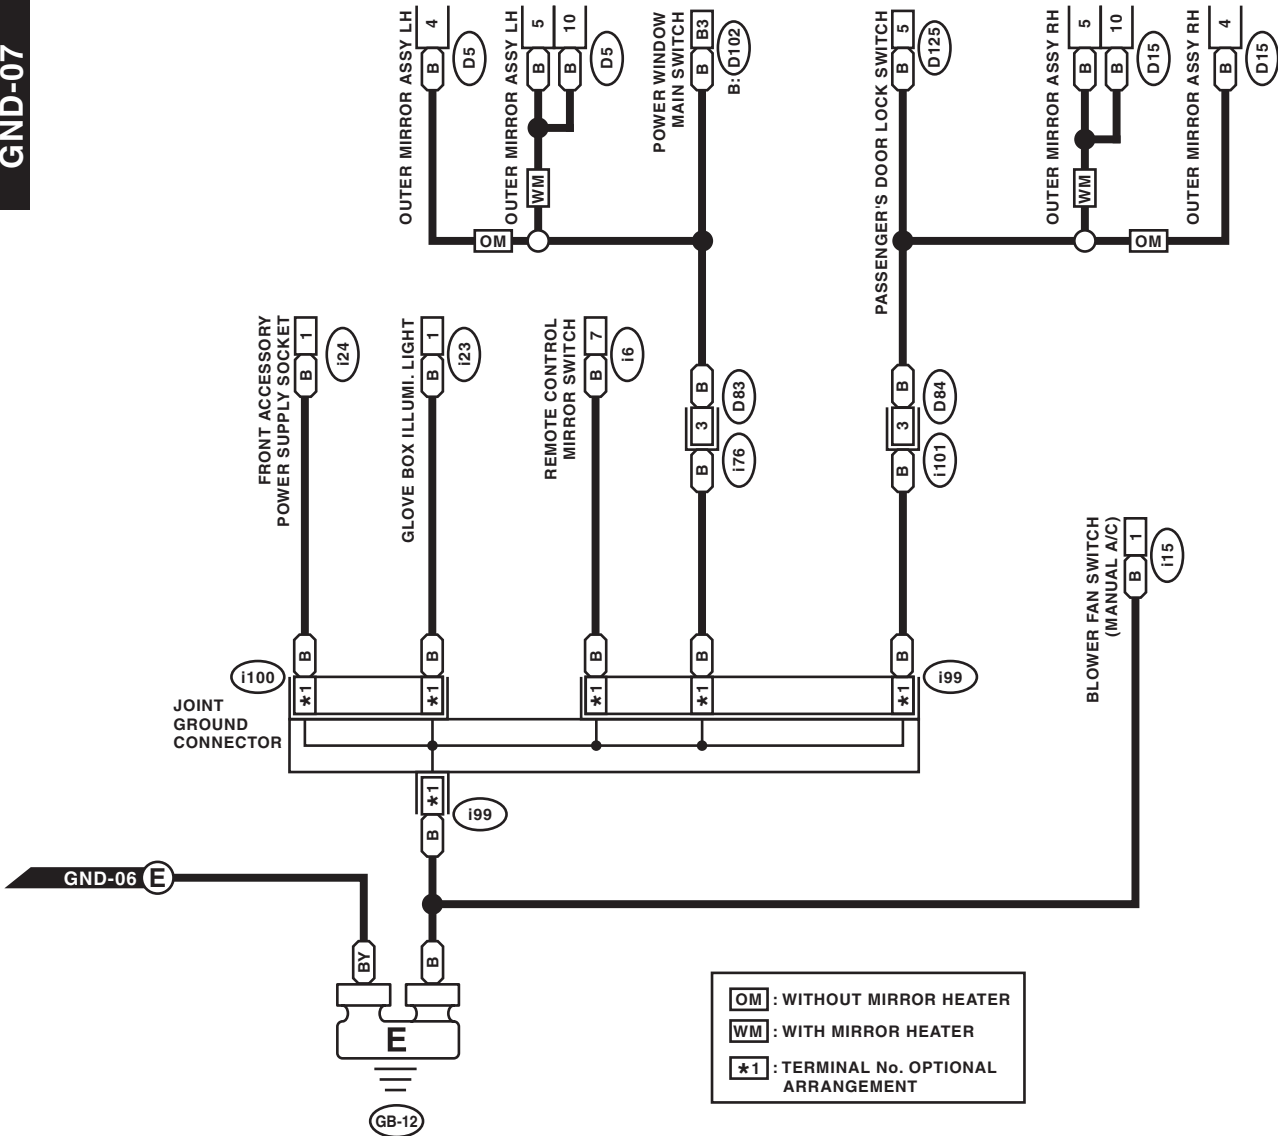 GND-07
OUTER MIRROR ASSY LH
4
B
D5
OUTER MIRROR ASSY LH
5
10
B
B
D5
WM
OM
POWER WINDOW
MAIN SWITCH
B3
B
B: D102
PASSENGER'S DOOR LOCK SWITCH
5
B
D125
OUTER MIRROR ASSY RH
5
10
B
B
D15
WM
OM
OUTER MIRROR ASSY RH
4
B
D15
FRONT ACCESSORY
POWER SUPPLY SOCKET
1
B
i24
GLOVE BOX ILLUMI. LIGHT
1
B
i23
REMOTE CONTROL
MIRROR SWITCH
7
B
i6
B
D83
3
B
i76
B
D84
3
B
i101
BLOWER FAN SWITCH
(MANUAL A/C)
1
B
i15
B
B
B
B
B
i100
*1
*1
*1
*1
*1
i99
JOINT
GROUND
CONNECTOR
*1
i99
B
GND-06
E
BY
B
E
GB-12
OM : WITHOUT MIRROR HEATER
WM : WITH MIRROR HEATER
*1 : TERMINAL No. OPTIONAL
ARRANGEMENT